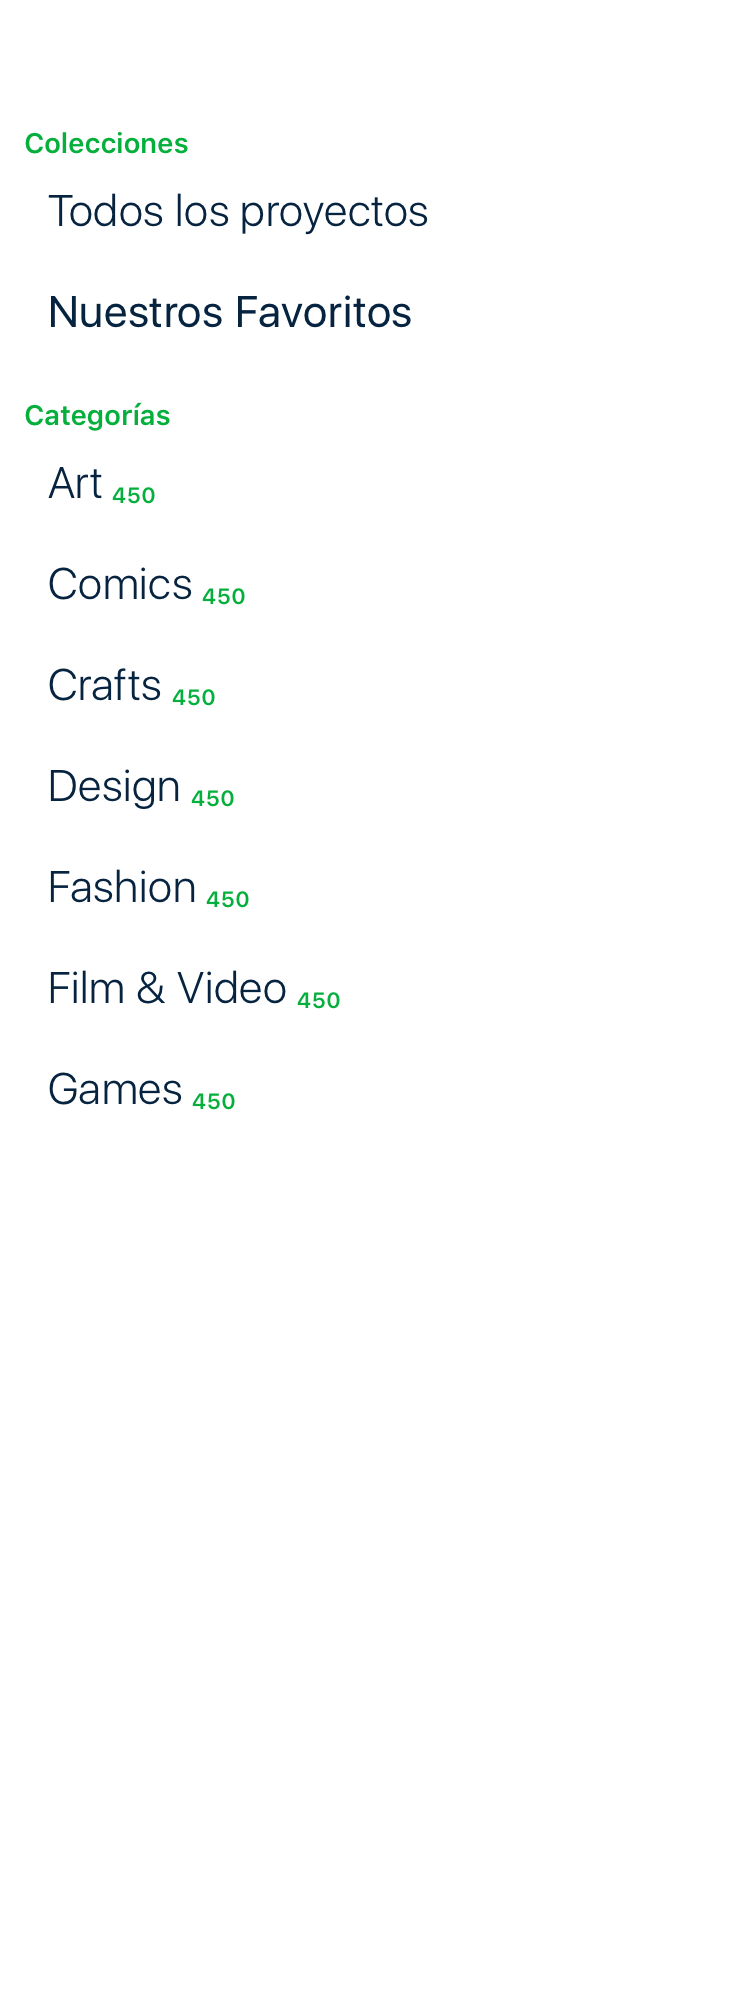 Colecciones
Todos los proyectos
Nuestros Favoritos
Categorías
Art 450
Comics 450
Crafts 450
Design 450
Fashion 450
Film & Video 450
Games 450